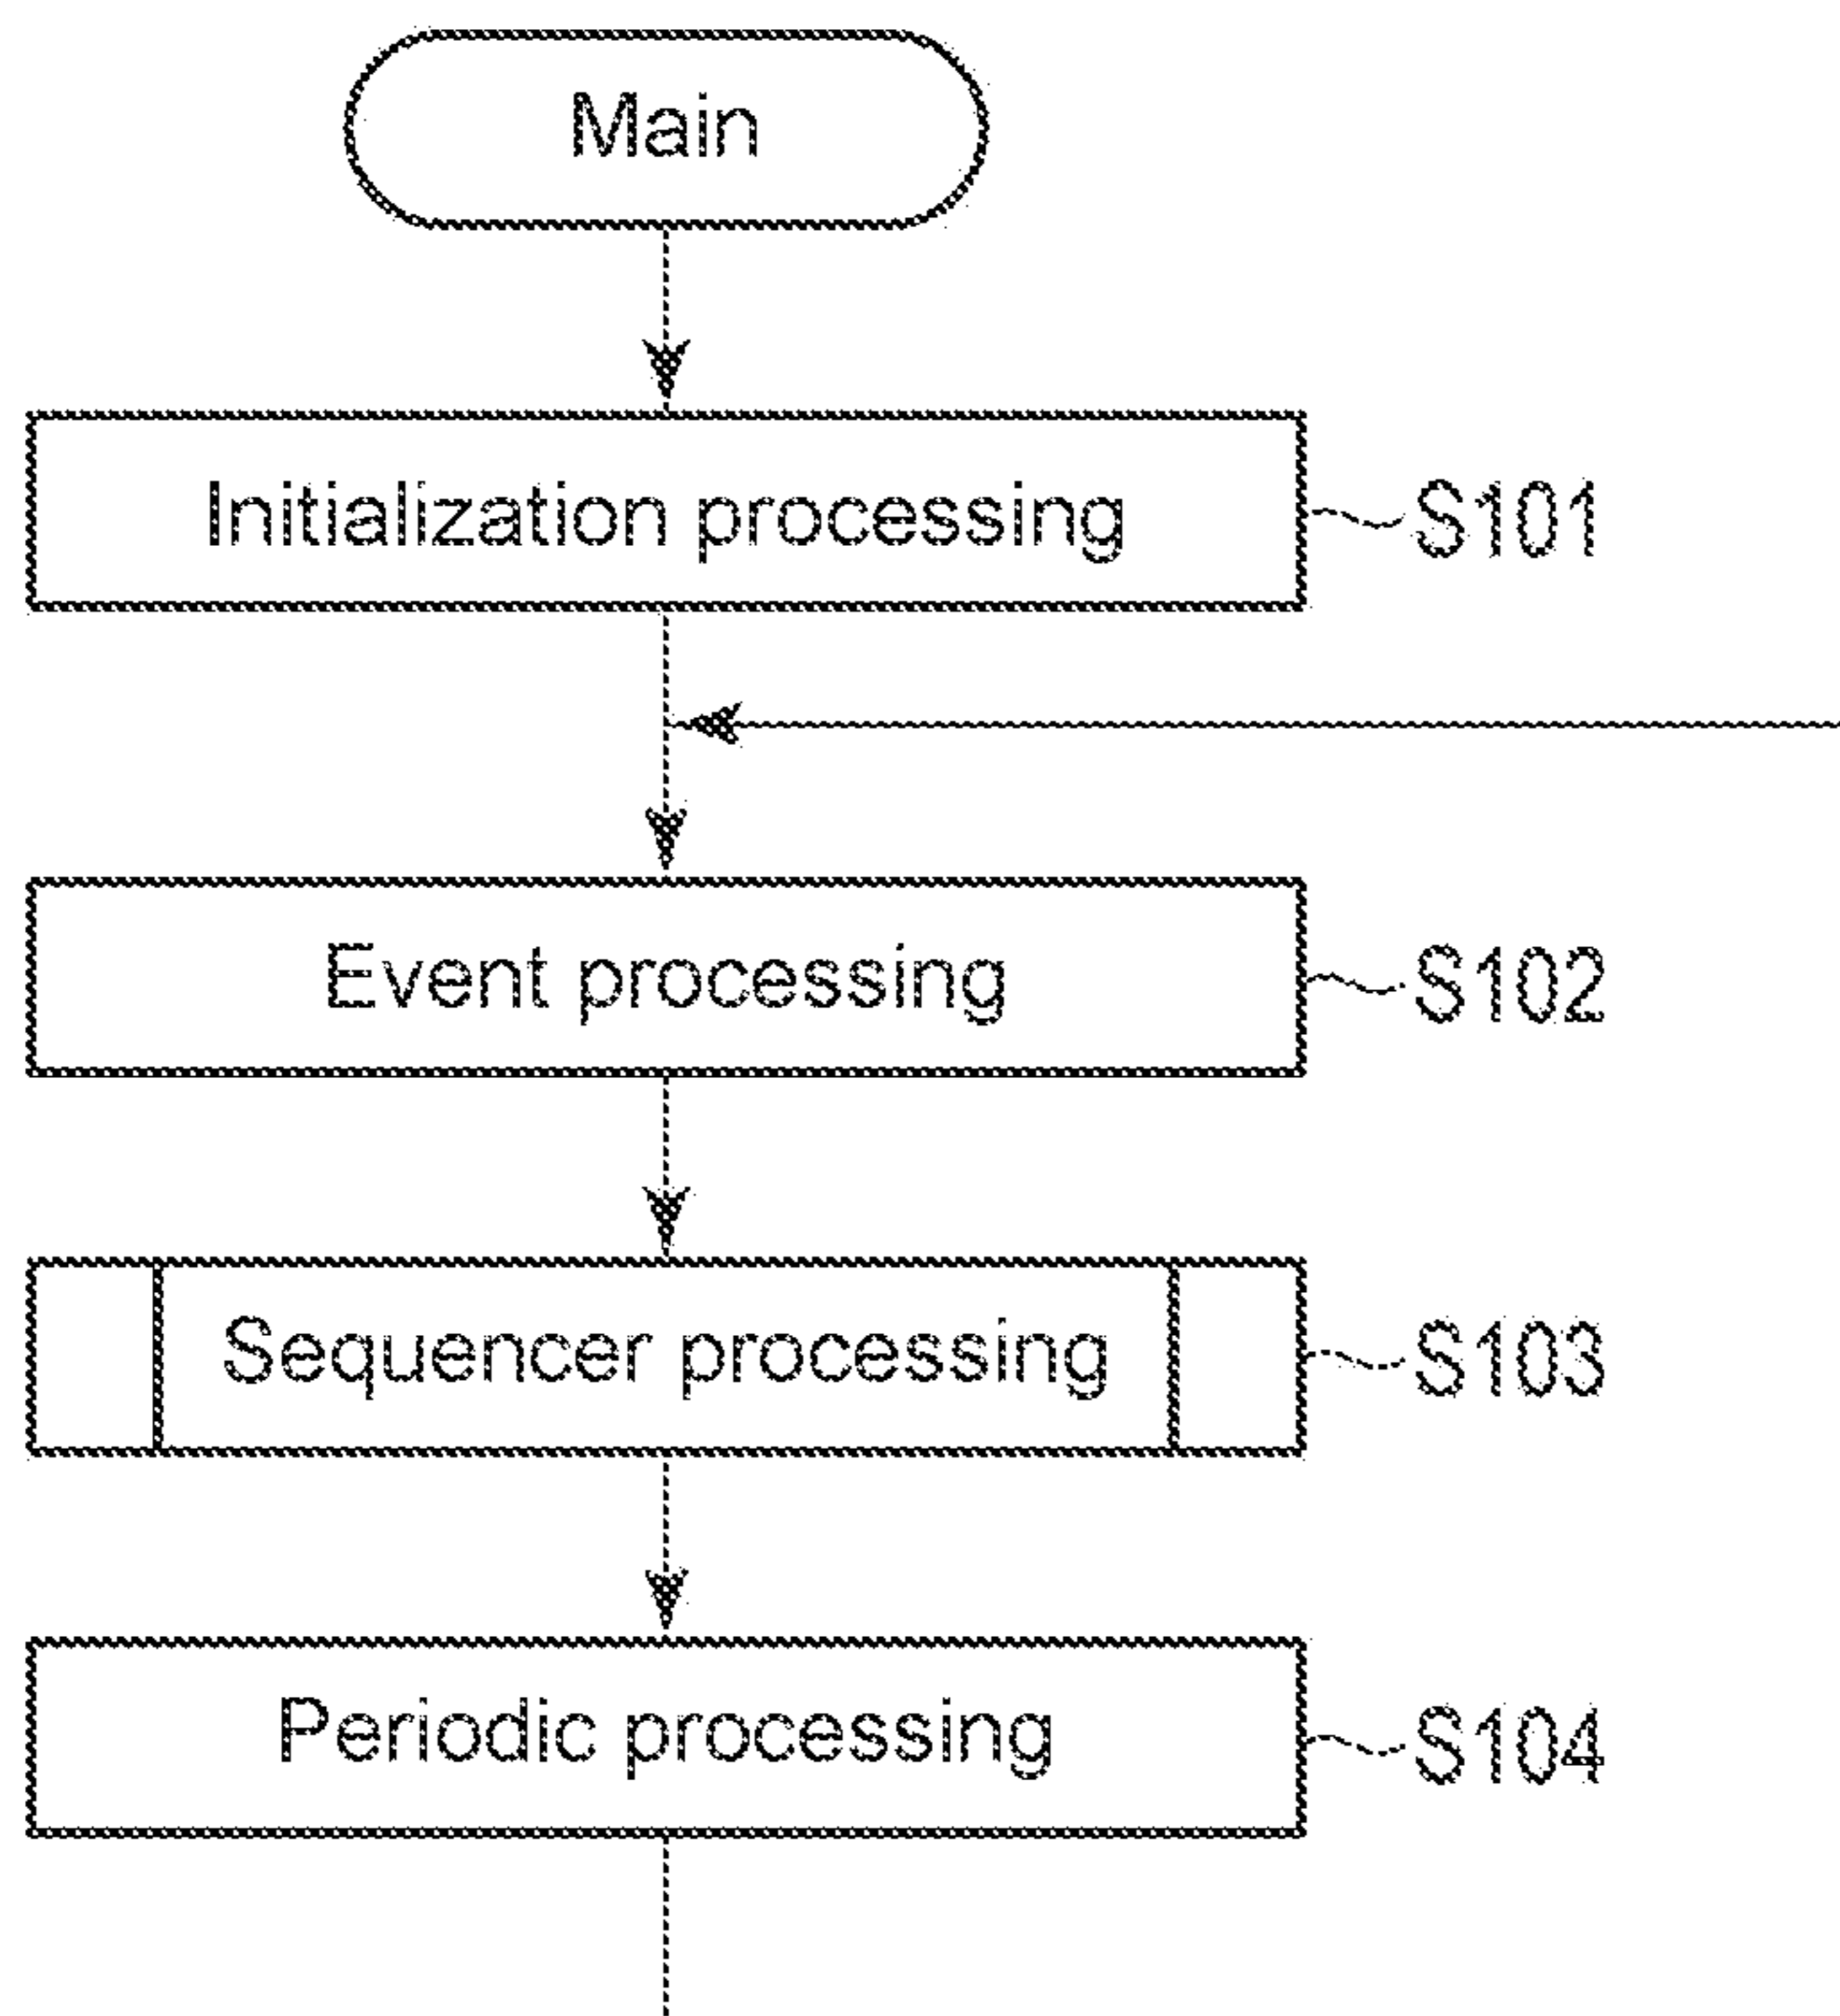 Main
Initialization processing
S101
Event processing
S102
Sequencer processing
S103
Periodic processing
S104